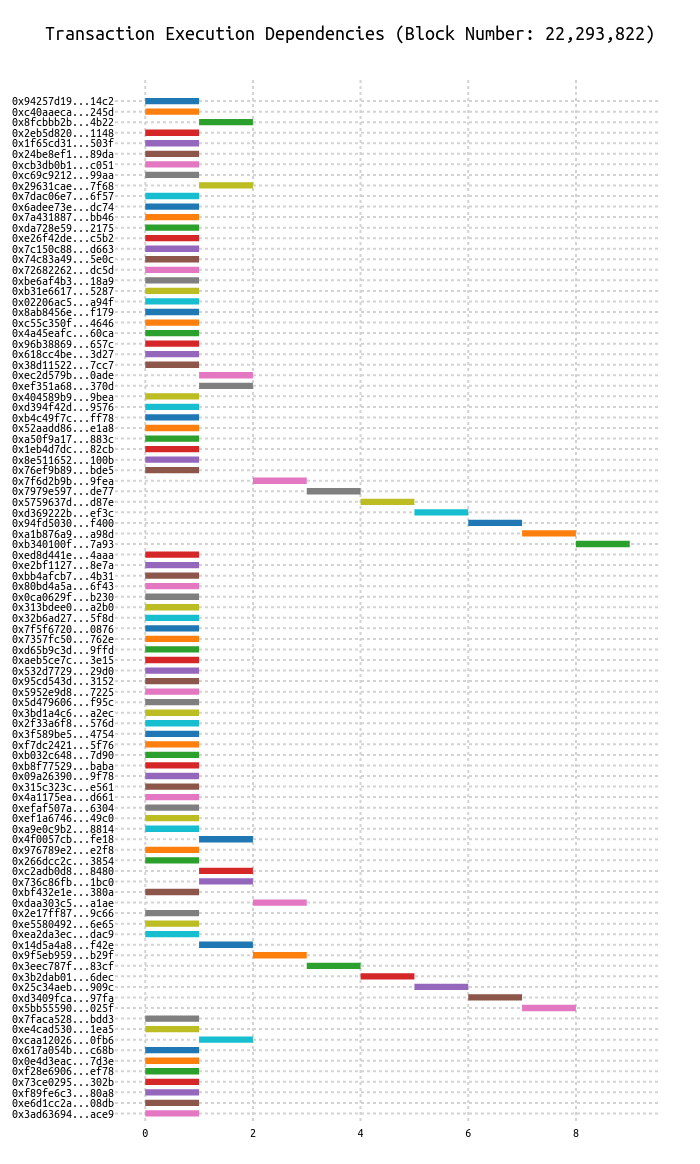 Transaction Execution Dependencies (Block Number: 22,293,822)
0x94257d19...14c2
0xc40aaeca...245d
0x8fcbbb2b...4b22
0x2eb5d820...1148
0x1f65cd31...503f
0x24be8ef1...89da
0xcb3db0b1...c051
0xc69c9212...99aa
0x29631cae...7f68
0x7dac06e7...6f57
0x6adee73e...dc74
0x7a431887...bb46
0xda728e59...2175
0xe26f42de...c5b2
0x7c150c88...d663
0x74c83a49...5e0c
0x72682262...dc5d
0xbe6af4b3...18a9
0xb31e6617...5287
0x02206ac5...a94f
0x8ab8456e...f179
0xc55c350f...4646
0x4a45eafc...60ca
0x96b38869...657c
0x618cc4be...3d27
0x38d11522...7cc7
0xec2d579b...0ade
0xef351a68...370d
0x404589b9...9bea
0xd394f42d...9576
0xb4c49f7c...ff78
0x52aadd86...e1a8
0xa50f9a17...883c
0x1eb4d7dc...82cb
0x8e511652...100b
0x76ef9b89...bde5
0x7f6d2b9b...9fea
0x7979e597...de77
0x5759637d...d87e
0xd369222b...ef3c
0x94fd5030...f400
0xa1b876a9...a98d
0xb340100f...7a93
0xed8d441e...4aaa
0xe2bf1127...8e7a
0xbb4afcb7...4b31
0x80bd4a5a...6f43
0x0ca0629f...b230
0x313bdee0...a2b0
0x32b6ad27...5f8d
0x7f5f6720...0876
0x7357fc50...762e
0xd65b9c3d...9ffd
0xaeb5ce7c...3e15
0x532d7729...29d0
0x95cd543d...3152
0x5952e9d8...7225
0x5d479606...f95c
0x3bd1a4c6...a2ec
0x2f33a6f8...576d
0x3f589be5...4754
0xf7dc2421...5f76
0xb032c648...7d90
0xb8f77529...baba
0x09a26390...9f78
0x315c323c...e561
0x4a1175ea...d661
0xefaf507a...6304
0xef1a6746...49c0
0xa9e0c9b2...8814
0x4f0057cb...fe18
0x976789e2...e2f8
0x266dcc2c...3854
0xc2adb0d8...8480
0x736c86fb...1bc0
0xbf432e1e...380a
0xdaa303c5...a1ae
0x2e17ff87...9c66
0xe5580492...6e65
0xea2da3ec...dac9
0x14d5a4a8...f42e
0x9f5eb959...b29f
0x3eec787f...83cf
0x3b2dab01...6dec
0x25c34aeb...909c
0xd3409fca...97fa
0x5bb55590...025f
0x7faca528...bdd3
0xe4cad530...1ea5
0xcaa12026...0fb6
0x617a054b...c68b
0x0e4d3eac...7d3e
0xf28e6906...ef78
0x73ce0295...302b
0xf89fe6c3...80a8
0xe6d1cc2a...08db
0x3ad63694...ace9
0 2 4 6 8